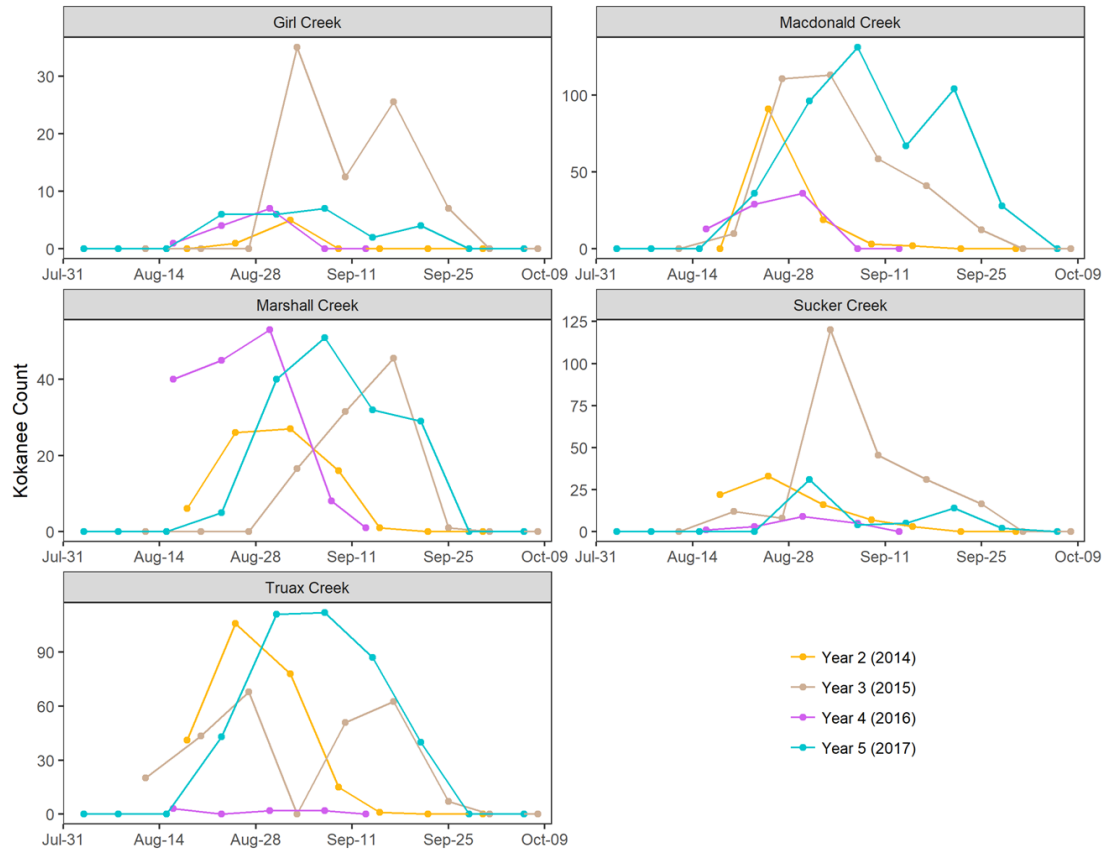 Girl Creek
Macdonald Creek
30
20
10
0
100
50
0
Jul-31 Aug-14 Aug-28 Sep-11 Sep-25 Oct-09
Jul-31 Aug-14 Aug-28 Sep-11 Sep-25 Oct-09
Marshall Creek
Sucker Creek
Kokanee Count
40
20
0
125
100
75
50
25
0
Jul-31 Aug-14 Aug-28 Sep-11 Sep-25 Oct-09
Jul-31 Aug-14 Aug-28 Sep-11 Sep-25 Oct-09
Truax Creek
90
60
30
0
Jul-31 Aug-14 Aug-28 Sep-11 Sep-25 Oct-09
Year 2 (2014)
Year 3 (2015)
Year 4 (2016)
Year 5 (2017)